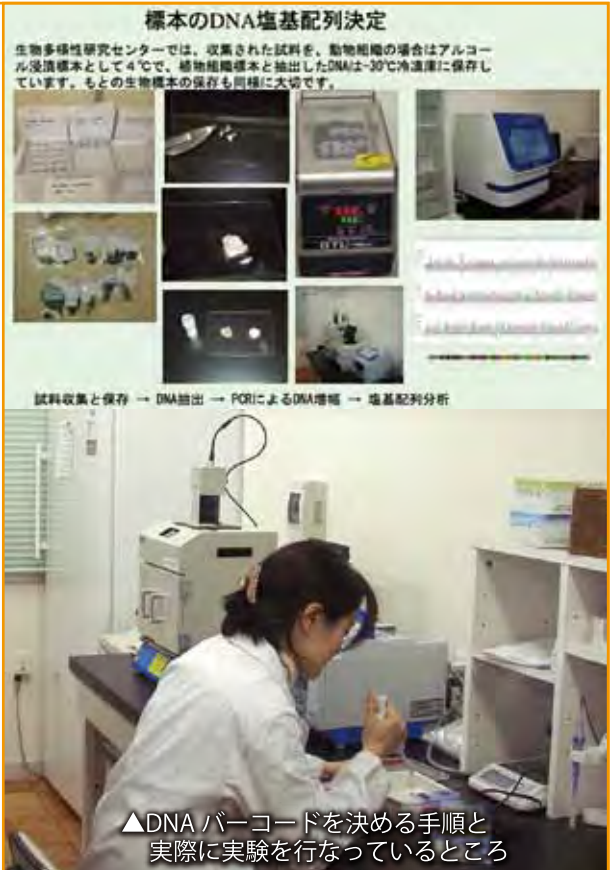 標本のDNA塩基配列決定
生物多様性研究センターでは、収集された試料を、動物組織の場合はアルコー
ル浸漬標本として4℃で、植物組織標本と抽出したDNAは-30℃冷凍庫に保存し
ています。もとの生物標本の保存も同様に大切です。
試料収集と保存 → DNA抽出 → PCRによるDNA増幅 → 塩基配列分析
▲DNA バーコードを決める手順と
実際に実験を行なっているところ